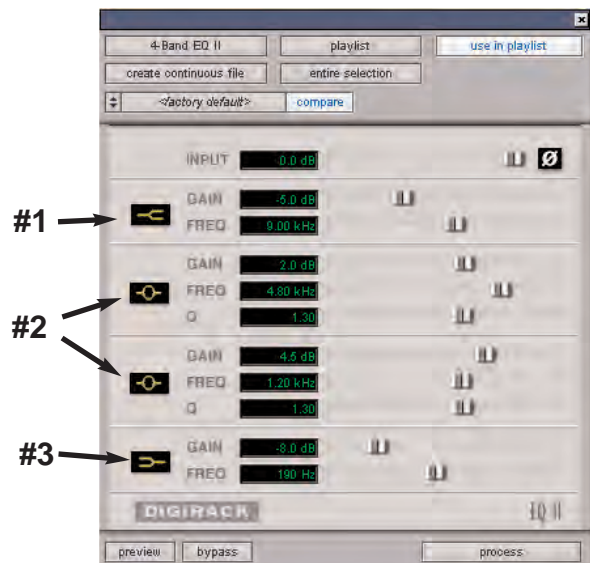 4-Band EQ II playlist use in playlist
create continuous file entire selection
<factory default> compare
INPUT 0.0 dB Ø
#1
GAIN -5.0 dB
FREQ 9.00 kHz
#2
GAIN 2.0 dB
FREQ 4.80 kHz
Q 1.30
GAIN 4.5 dB
FREQ 1.20 kHz
Q 1.30
#3
GAIN -8.0 dB
FREQ 190 Hz
DIGIRACK EQ II
preview bypass process